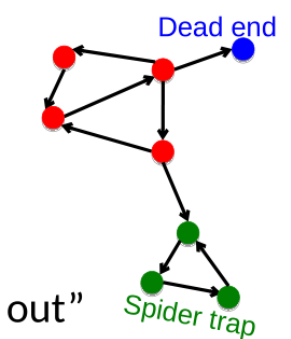 Dead end
out”
Spider trap